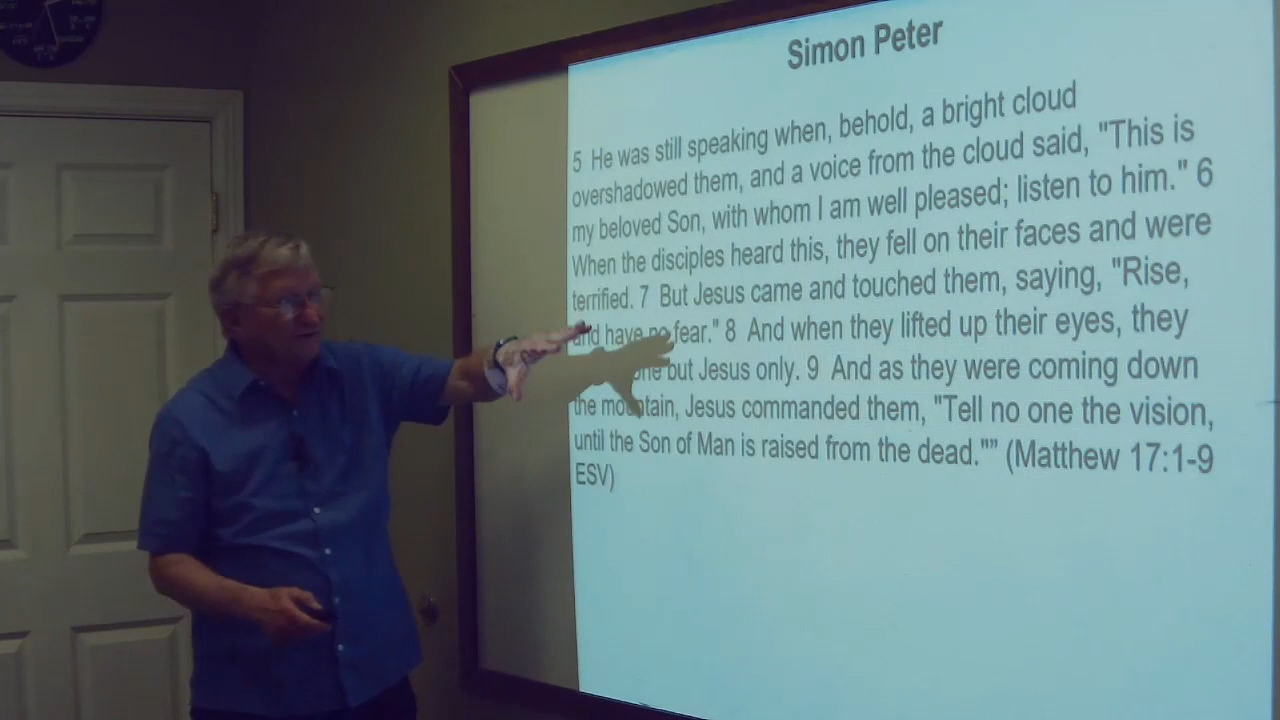 Simon Peter
5 He was still speaking when, behold, a bright cloud
overshadowed them, and a voice from the cloud said, "This is
my beloved Son, with whom I am well pleased; listen to him." 6
When the disciples heard this, they fell on their faces and were
terrified. 7 But Jesus came and touched them, saying, "Rise,
and have no fear." 8 And when they lifted up their eyes, they
but Jesus only. 9 And as they were coming down
the mountain, Jesus commanded them, "Tell no one the vision,
until the Son of Man is raised from the dead."" (Matthew 17:1-9
ESV)